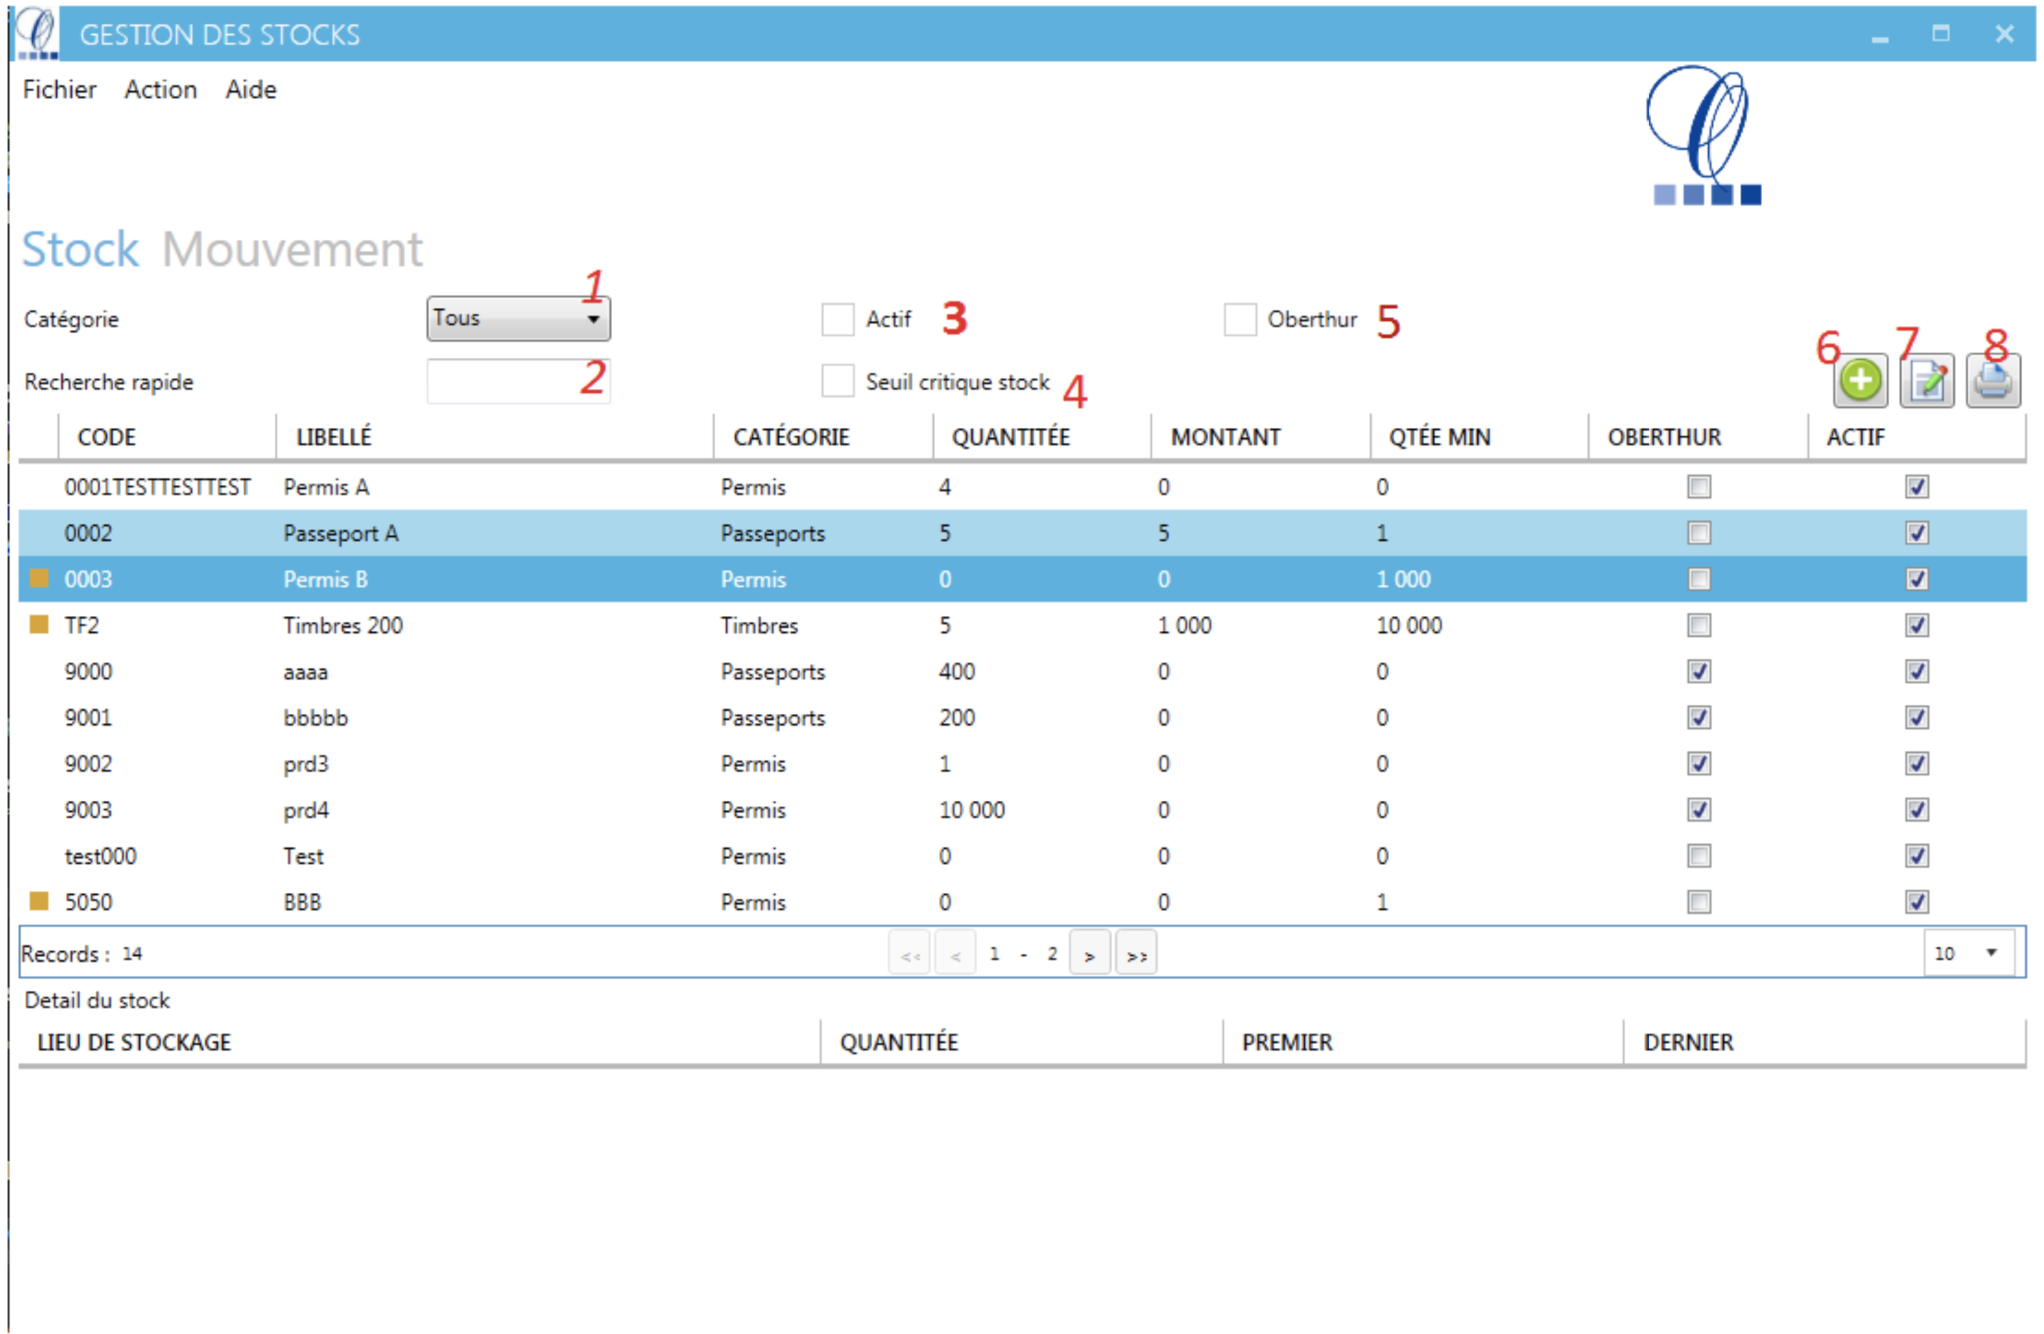 GESTION DES STOCKS
Fichier Action Aide
Stock Mouvement
Catégorie Tous 1 Actif 3 Oberthur 5
Recherche rapide 2 Seuil critique stock 4 6 7 8
CODE LIBELLÉ CATÉGORIE QUANTITÉE MONTANT QTÉE MIN OBERTHUR ACTIF
0001TESTTESTTEST Permis A Permis 4 0 0
0002 Passeport A Passeports 5 5 1
0003 Permis B Permis 0 0 1 000
TF2 Timbres 200 Timbres 5 1 000 10 000
9000 aaaa Passeports 400 0 0
9001 bbbbb Passeports 200 0 0
9002 prd3 Permis 1 0 0
9003 prd4 Permis 10 000 0 0
test000 Test Permis 0 0 0
5050 BBB Permis 0 0 1
Records : 14 << < 1 - 2 > >> 10
Detail du stock
LIEU DE STOCKAGE QUANTITÉE PREMIER DERNIER